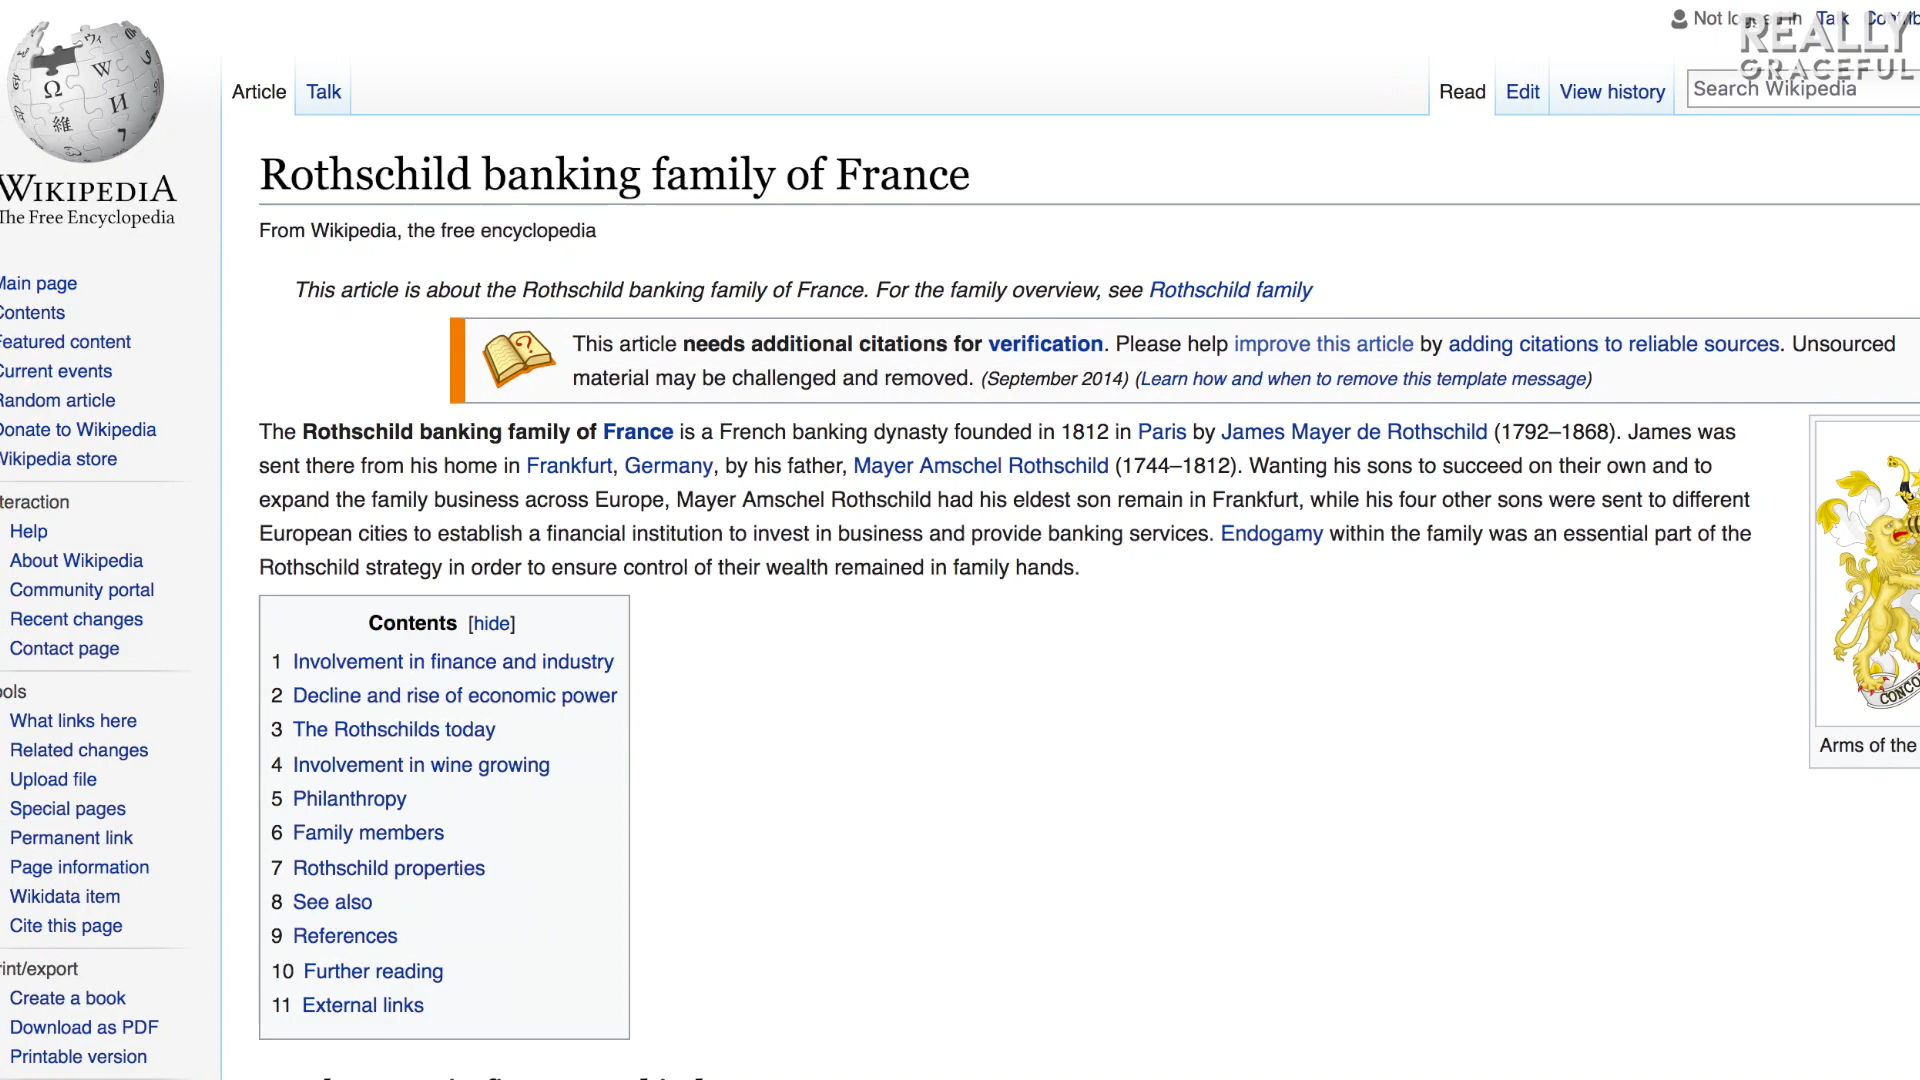 Not logged in Talk
REALLY
GRACEFUL
Article Talk Read Edit View history Search Wikipedia
WIKIPEDIA
The Free Encyclopedia
Rothschild banking family of France
From Wikipedia, the free encyclopedia
This article is about the Rothschild banking family of France. For the family overview, see Rothschild family
This article needs additional citations for verification. Please help improve this article by adding citations to reliable sources. Unsourced
material may be challenged and removed. (September 2014) (Learn how and when to remove this template message)
The Rothschild banking family of France is a French banking dynasty founded in 1812 in Paris by James Mayer de Rothschild (1792–1868). James was
sent there from his home in Frankfurt, Germany, by his father, Mayer Amschel Rothschild (1744–1812). Wanting his sons to succeed on their own and to
expand the family business across Europe, Mayer Amschel Rothschild had his eldest son remain in Frankfurt, while his four other sons were sent to different
European cities to establish a financial institution to invest in business and provide banking services. Endogamy within the family was an essential part of the
Rothschild strategy in order to ensure control of their wealth remained in family hands.
Contents [hide]
1 Involvement in finance and industry
2 Decline and rise of economic power
3 The Rothschilds today
4 Involvement in wine growing
5 Philanthropy
6 Family members
7 Rothschild properties
8 See also
9 References
10 Further reading
11 External links
Arms of the
Main page
Contents
Featured content
Current events
Random article
Donate to Wikipedia
Wikipedia store
teraction
Help
About Wikipedia
Community portal
Recent changes
Contact page
ools
What links here
Related changes
Upload file
Special pages
Permanent link
Page information
Wikidata item
Cite this page
rint/export
Create a book
Download as PDF
Printable version